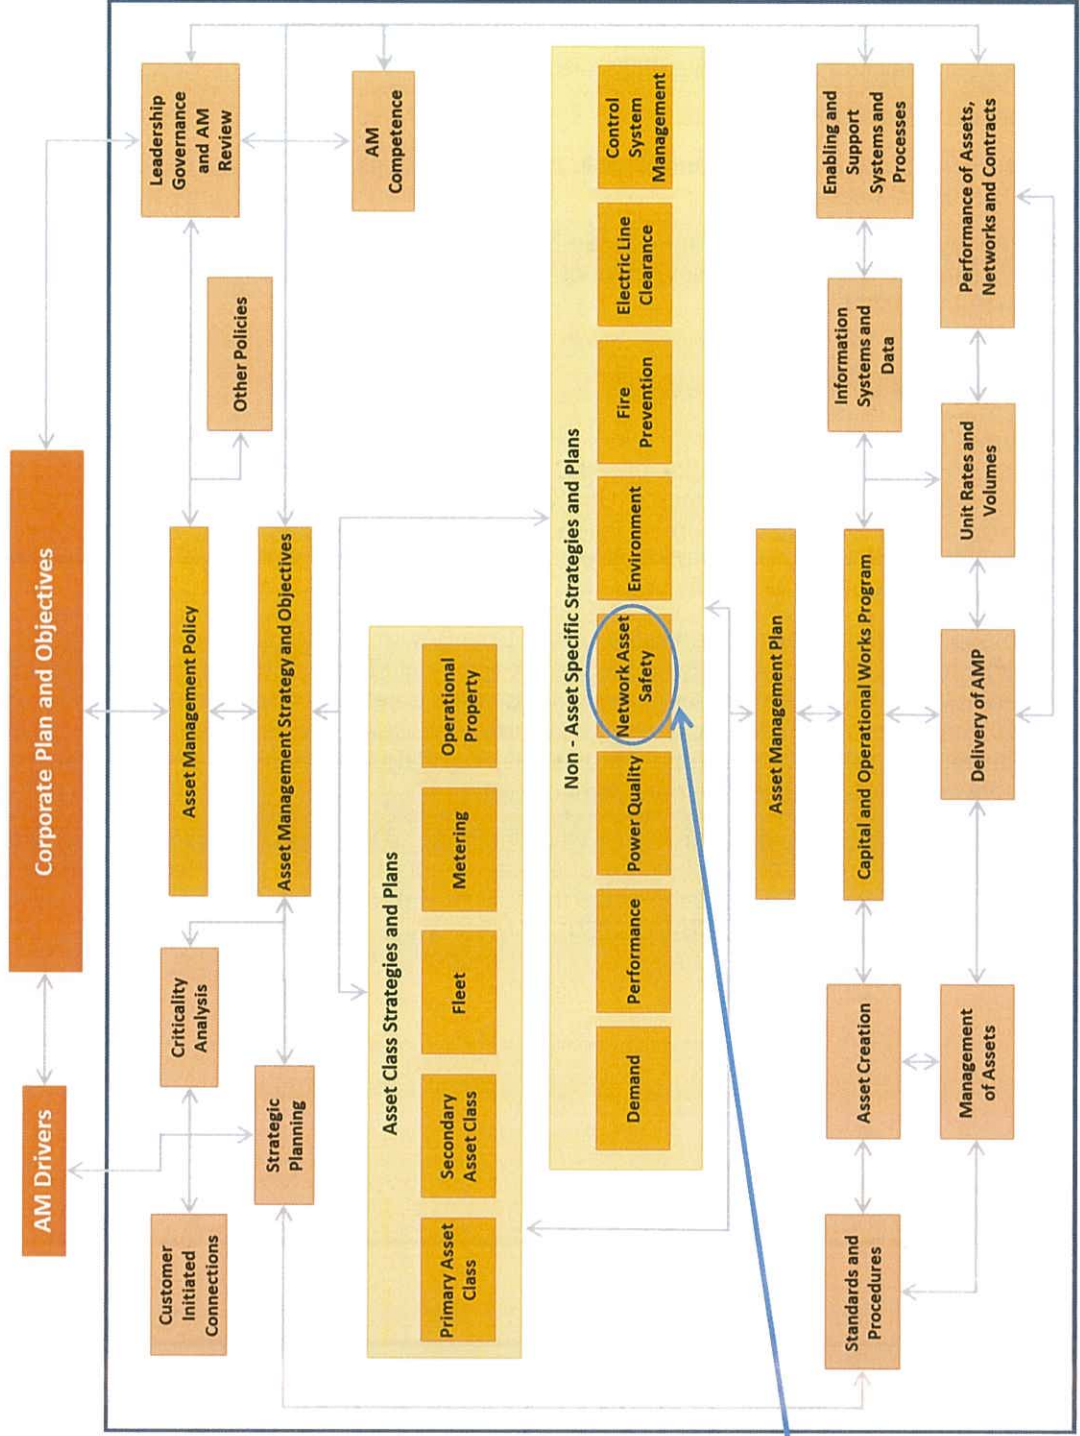 AM Drivers
Corporate Plan and Objectives
Customer
Initiated
Connections
Criticality
Analysis
Asset Management Policy
Leadership
Governance
and AM
Review
Other Policies
Strategic
Planning
Asset Management Strategy and Objectives
AM
Competence
Asset Class Strategies and Plans
Primary Asset
Class
Secondary
Asset Class
Fleet
Metering
Operational
Property
Non - Asset Specific Strategies and Plans
Demand
Performance
Power Quality
Network Asset
Safety
Environment
Fire
Prevention
Electric Line
Clearance
Control
System
Management
Asset Management Plan
Standards and
Procedures
Asset Creation
Capital and Operational Works Program
Information
Systems and
Data
Enabling and
Support
Systems and
Processes
Management
of Assets
Delivery of AMP
Unit Rates and
Volumes
Performance of Assets,
Networks and Contracts